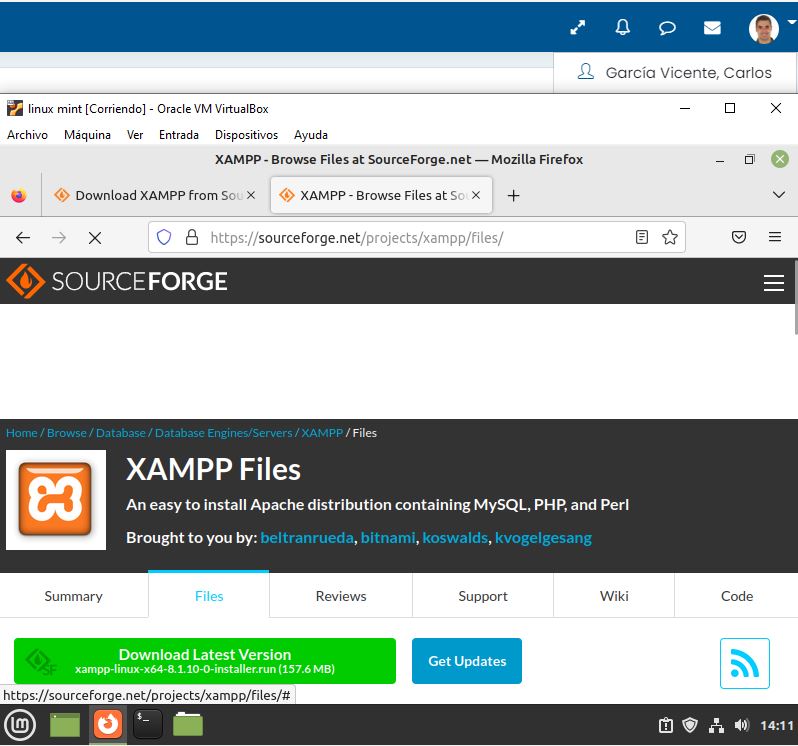 García Vicente, Carlos
linux mint [Corriendo] - Oracle VM VirtualBox
Archivo Máquina Ver Entrada Dispositivos Ayuda
XAMPP - Browse Files at SourceForge.net — Mozilla Firefox
Download XAMPP from Sou
XAMPP - Browse Files at So
https://sourceforge.net/projects/xampp/files/
SOURCEFORGE
Home / Browse / Database / Database Engines/Servers / XAMPP / Files
XAMPP Files
An easy to install Apache distribution containing MySQL, PHP, and Perl
Brought to you by: beltranrueda, bitnami, koswalds, kvogelgesang
Summary Files Reviews Support Wiki Code
Download Latest Version
xampp-linux-x64-8.1.10-0-installer.run (157.6 MB)
SF
Get Updates
https://sourceforge.net/projects/xampp/files/#
$_
14:11